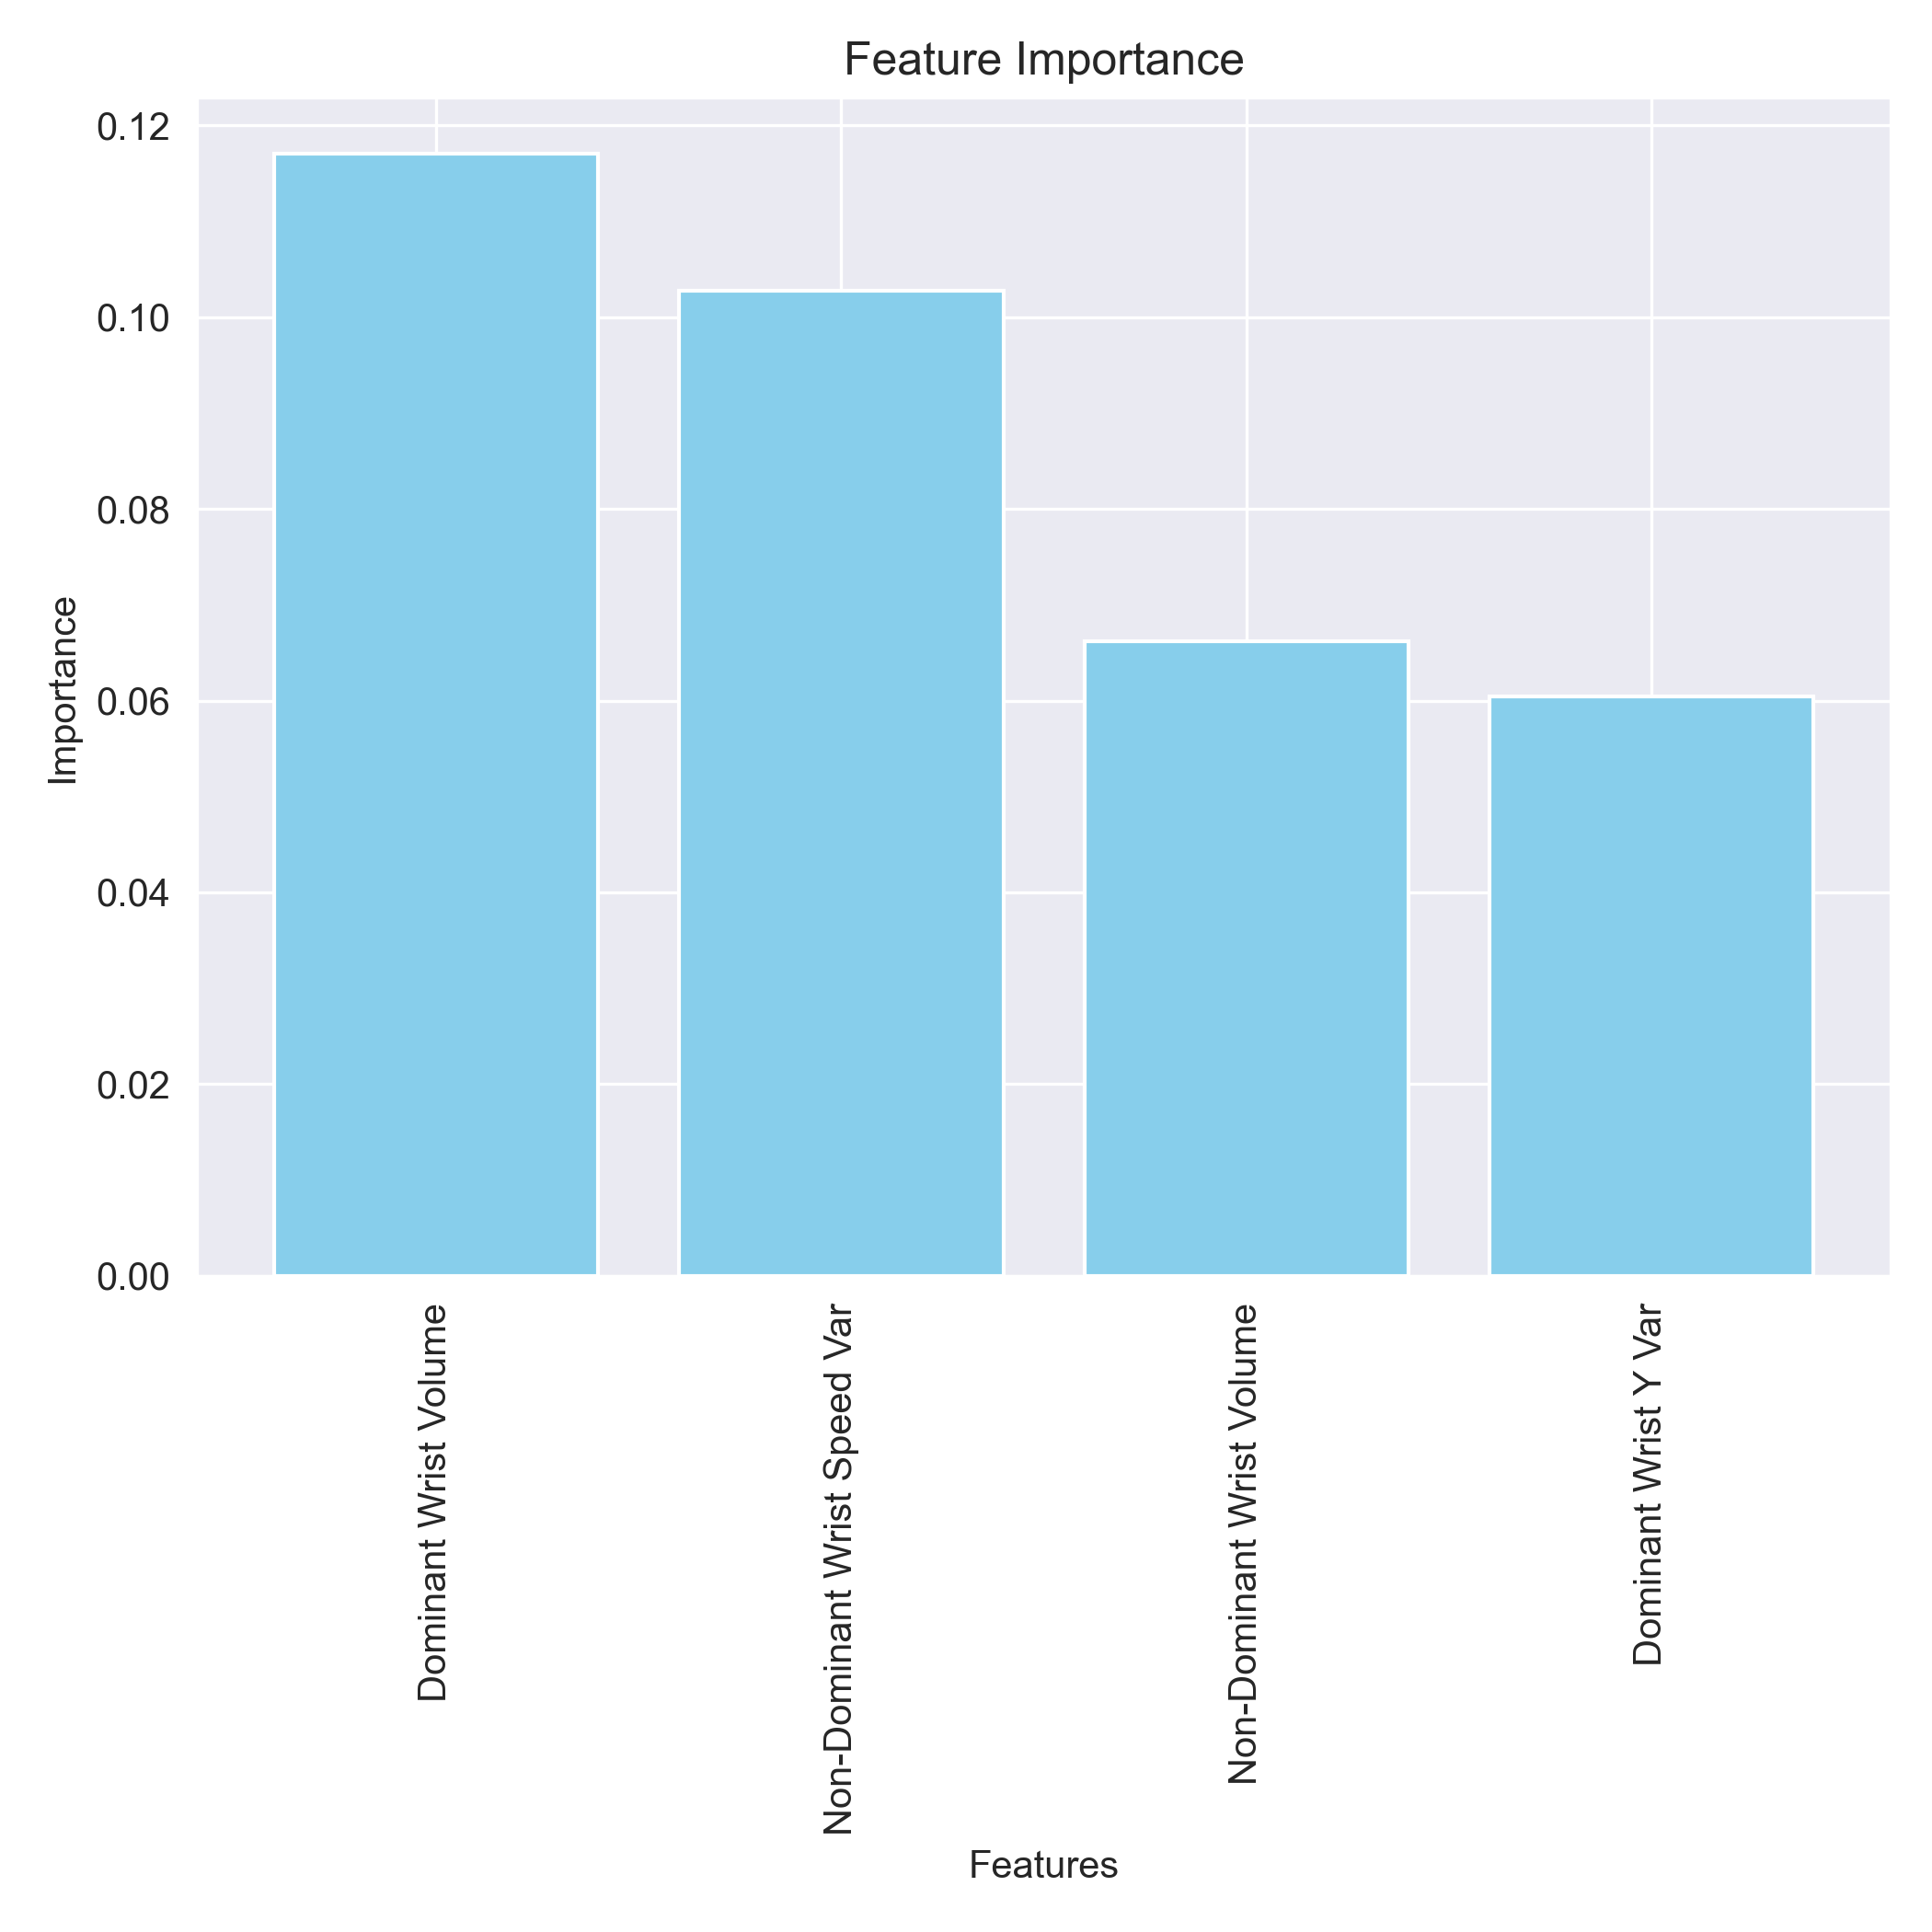 Feature Importance
0.12
0.10
0.08
0.06
0.04
0.02
0.00
Importance
Dominant Wrist Volume
Non-Dominant Wrist Speed Var
Non-Dominant Wrist Volume
Dominant Wrist Y Var
Features